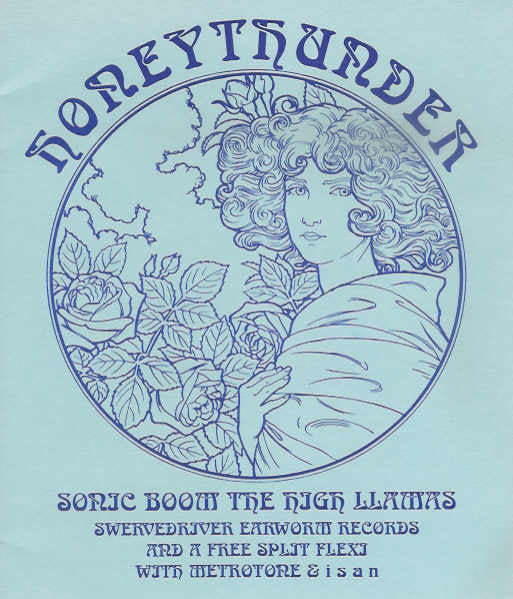 HONEYTHUNDER
SONIC BOOM THE HIGH LLAMAS
SWERVEDRIVER EARWORM RECORDS
AND A FREE SPLIT FLEXI
WITH METROTONE & i s a n